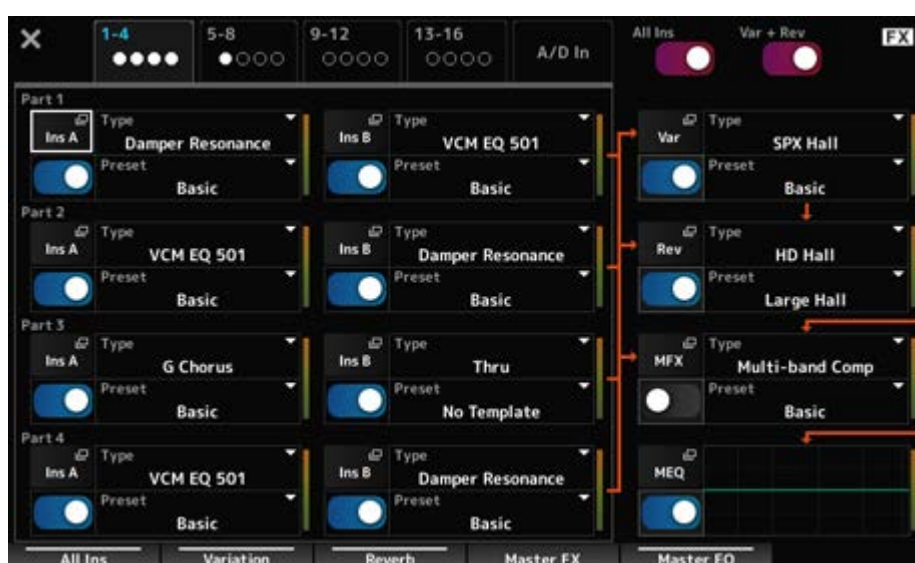 1-4 5-8 9-12 13-16 A/D In All Ins Var + Rev FX
Part 1
Ins A Type Damper Resonance Ins B Type VCM EQ 501 Var Type SPX Hall
Preset Basic Preset Basic Preset Basic
Part 2
Ins A Type VCM EQ 501 Ins B Type Damper Resonance Rev Type HD Hall
Preset Basic Preset Basic Preset Large Hall
Part 3
Ins A Type G Chorus Ins B Type Thru MFX Type Multi-band Comp
Preset Basic Preset No Template Preset Basic
Part 4
Ins A Type VCM EQ 501 Ins B Type Damper Resonance MEQ
Preset Basic Preset Basic
All Ins Variation Reverb Master FX Master EQ